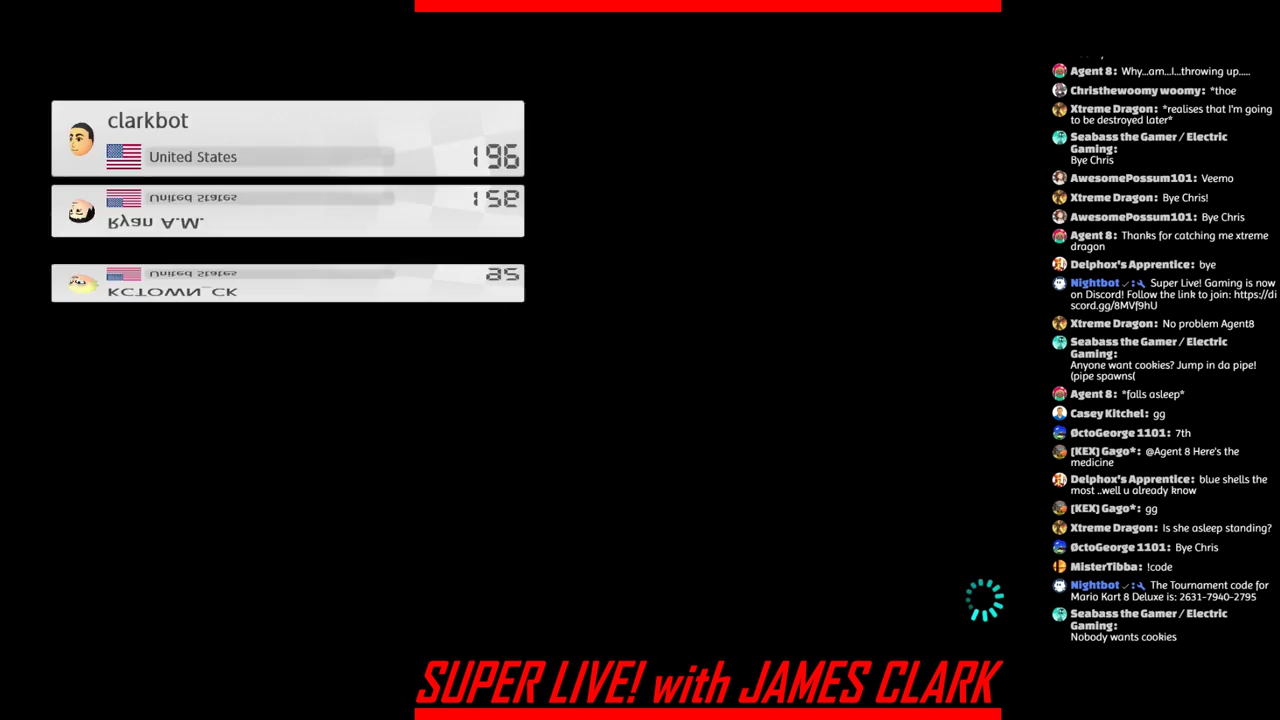 clarkbot
United States
196
United States
156
Ryan A.M.
United States
92
KCTOWN_CK
Agent 8: Why...am...I...throwing up.....
Christhewoomy woomy: *thoe
Xtreme Dragon: *realises that I'm going
to be destroyed later*
Seabass the Gamer / Electric
Gaming:
Bye Chris
AwesomePossum101: Veemo
Xtreme Dragon: Bye Chris!
AwesomePossum101: Bye Chris
Agent 8: Thanks for catching me xtreme
dragon
Delphox's Apprentice: bye
Nightbot ✓: Super Live! Gaming is now
on Discord! Follow the link to join: https://di
scord.gg/8MVf9hU
Xtreme Dragon: No problem Agent8
Seabass the Gamer / Electric
Gaming:
Anyone want cookies? Jump in da pipe!
(pipe spawns(
Agent 8: *falls asleep*
Casey Kitchel: gg
ØctoGeorge 1101: 7th
[KEX] Gago*: @Agent 8 Here's the
medicine
Delphox's Apprentice: blue shells the
most ..well u already know
[KEX] Gago*: gg
Xtreme Dragon: Is she asleep standing?
ØctoGeorge 1101: Bye Chris
MisterTibba: !code
Nightbot ✓: The Tournament code for
Mario Kart 8 Deluxe is: 2631-7940-2795
Seabass the Gamer / Electric
Gaming:
Nobody wants cookies
SUPER LIVE! with JAMES CLARK